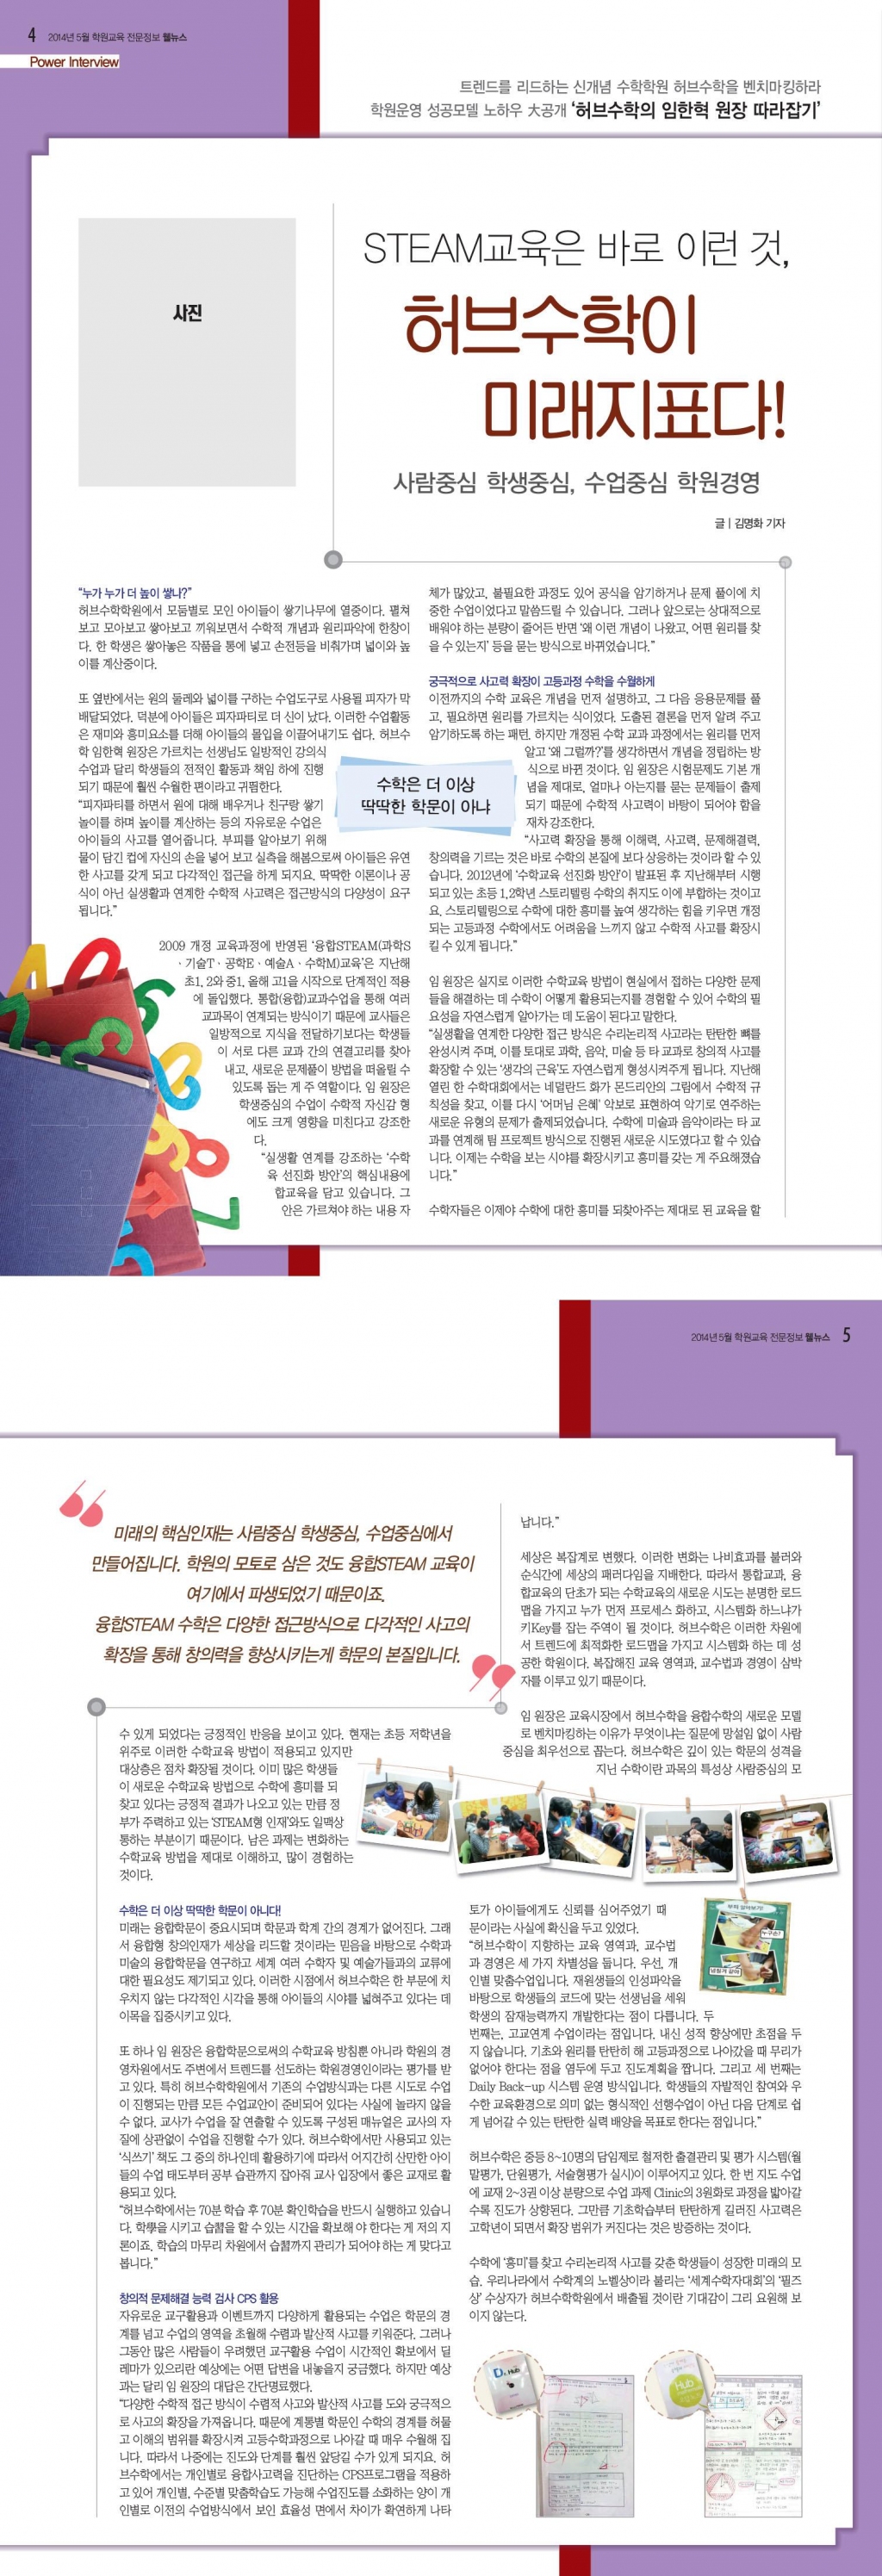 4 2014년 5월 학원교육 전문정보 웰뉴스
Power Interview
트렌드를 리드하는 신개념 수학학원 허브수학을 벤치마킹하라
학원운영 성공모델 노하우 大공개 ‘허브수학의 임한혁 원장 따라잡기’
사진
STEAM교육은 바로 이런 것,
허브수학이
미래지표다!
사람중심 학생중심, 수업중심 학원경영
글 | 김명화 기자
“누가 누가 더 높이 쌓나?”
허브수학학원에서 모둠별로 모인 아이들이 쌓기나무에 열중이다. 펼쳐
보고 모아보고 쌓아보고 끼워보면서 수학적 개념과 원리파악에 한창이
다. 한 학생은 쌓아놓은 작품을 통에 넣고 손전등을 비춰가며 넓이와 높
이를 계산중이다.
또 옆반에서는 원의 둘레와 넓이를 구하는 수업도구로 사용될 피자가 막
배달되었다. 덕분에 아이들은 피자파티로 더 신이 났다. 이러한 수업활동
은 재미와 흥미요소를 더해 아이들의 몰입을 이끌어내기도 쉽다. 허브수
학 임한혁 원장은 가르치는 선생님도 일방적인 강의식
수업과 달리 학생들의 전적인 활동과 책임 하에 진행
되기 때문에 훨씬 수월한 편이라고 귀띔한다.
“피자파티를 하면서 원에 대해 배우거나 친구랑 쌓기
놀이를 하며 높이를 계산하는 등의 자유로운 수업은
아이들의 사고를 열어줍니다. 부피를 알아보기 위해
물이 담긴 컵에 자신의 손을 넣어 보고 실측을 해봄으로써 아이들은 유연
한 사고를 갖게 되고 다각적인 접근을 하게 되지요. 딱딱한 이론이나 공
식이 아닌 실생활과 연계한 수학적 사고력은 접근방식의 다양성이 요구
됩니다.”
2009 개정 교육과정에 반영된 ‘융합STEAM(과학S
· 기술T · 공학E · 예술A · 수학M)교육’은 지난해
초1, 2와 중1, 올해 고1을 시작으로 단계적인 적용
에 돌입했다. 통합(융합)교과수업을 통해 여러
교과목이 연계되는 방식이기 때문에 교사들은
일방적으로 지식을 전달하기보다는 학생들
이 서로 다른 교과 간의 연결고리를 찾아
내고, 새로운 문제풀이 방법을 떠올릴 수
있도록 돕는 게 주 역할이다. 임 원장은
학생중심의 수업이 수학적 자신감 형
에도 크게 영향을 미친다고 강조한
다.
“실생활 연계를 강조하는 ‘수학
육 선진화 방안’의 핵심내용에
합교육을 담고 있습니다. 그
안은 가르쳐야 하는 내용 자
수학은 더 이상
딱딱한 학문이 아냐
체가 많았고, 불필요한 과정도 있어 공식을 암기하거나 문제 풀이에 치
중한 수업이었다고 말씀드릴 수 있습니다. 그러나 앞으로는 상대적으로
배워야 하는 분량이 줄어든 반면 ‘왜 이런 개념이 나왔고, 어떤 원리를 찾
을 수 있는지’ 등을 묻는 방식으로 바뀌었습니다.”
궁극적으로 사고력 확장이 고등과정 수학을 수월하게
이전까지의 수학 교육은 개념을 먼저 설명하고, 그 다음 응용문제를 풀
고, 필요하면 원리를 가르치는 식이었다. 도출된 결론을 먼저 알려 주고
암기하도록 하는 패턴. 하지만 개정된 수학 교과 과정에서는 원리를 먼저
알고 ‘왜 그럴까?’를 생각하면서 개념을 정립하는 방
식으로 바뀐 것이다. 임 원장은 시험문제도 기본 개
념을 제대로, 얼마나 아는지를 묻는 문제들이 출제
되기 때문에 수학적 사고력이 바탕이 되어야 함을
재차 강조한다.
“사고력 확장을 통해 이해력, 사고력, 문제해결력,
창의력을 기르는 것은 바로 수학의 본질에 보다 상응하는 것이라 할 수 있
습니다. 2012년에 ‘수학교육 선진화 방안’이 발표된 후 지난해부터 시행
되고 있는 초등 1,2학년 스토리텔링 수학의 취지도 이에 부합하는 것이고
요. 스토리텔링으로 수학에 대한 흥미를 높여 생각하는 힘을 키우면 개정
되는 고등과정 수학에서도 어려움을 느끼지 않고 수학적 사고를 확장시
킬 수 있게 됩니다.”
임 원장은 실지로 이러한 수학교육 방법이 현실에서 접하는 다양한 문제
들을 해결하는 데 수학이 어떻게 활용되는지를 경험할 수 있어 수학의 필
요성을 자연스럽게 알아가는 데 도움이 된다고 말한다.
“실생활을 연계한 다양한 접근 방식은 수리논리적 사고라는 탄탄한 뼈를
완성시켜 주며, 이를 토대로 과학, 음악, 미술 등 타 교과로 창의적 사고를
확장할 수 있는 ‘생각의 근육’도 자연스럽게 형성시켜주게 됩니다. 지난해
열린 한 수학대회에서는 네덜란드 화가 몬드리안의 그림에서 수학적 규
칙성을 찾고, 이를 다시 ‘어머님 은혜’ 악보로 표현하여 악기로 연주하는
새로운 유형의 문제가 출제되었습니다. 수학에 미술과 음악이라는 타 교
과를 연계해 팀 프로젝트 방식으로 진행된 새로운 시도였다고 할 수 있습
니다. 이제는 수학을 보는 시야를 확장시키고 흥미를 갖는 게 주요해졌습
니다.”
수학자들은 이제야 수학에 대한 흥미를 되찾아주는 제대로 된 교육을 할
2014년 5월 학원교육 전문정보 웰뉴스 5
미래의 핵심인재는 사람중심 학생중심, 수업중심에서
만들어집니다. 학원의 모토로 삼은 것도 융합STEAM 교육이
여기에서 파생되었기 때문이죠.
융합STEAM 수학은 다양한 접근방식으로 다각적인 사고의
확장을 통해 창의력을 향상시키는게 학문의 본질입니다.
수 있게 되었다는 긍정적인 반응을 보이고 있다. 현재는 초등 저학년을
위주로 이러한 수학교육 방법이 적용되고 있지만
대상층은 점차 확장될 것이다. 이미 많은 학생들
이 새로운 수학교육 방법으로 수학에 흥미를 되
찾고 있다는 긍정적 결과가 나오고 있는 만큼 정
부가 주력하고 있는 ‘STEAM형 인재’와도 일맥상
통하는 부분이기 때문이다. 남은 과제는 변화하는
수학교육 방법을 제대로 이해하고, 많이 경험하는
것이다.
수학은 더 이상 딱딱한 학문이 아니다!
미래는 융합학문이 중요시되며 학문과 학계 간의 경계가 없어진다. 그래
서 융합형 창의인재가 세상을 리드할 것이라는 믿음을 바탕으로 수학과
미술의 융합학문을 연구하고 세계 여러 수학자 및 예술가들과의 교류에
대한 필요성도 제기되고 있다. 이러한 시점에서 허브수학은 한 부문에 치
우치지 않는 다각적인 시각을 통해 아이들의 시야를 넓혀주고 있다는 데
이목을 집중시키고 있다.
또 하나 임 원장은 융합학문으로써의 수학교육 방침뿐 아니라 학원의 경
영차원에서도 주변에서 트렌드를 선도하는 학원경영인이라는 평가를 받
고 있다. 특히 허브수학학원에서 기존의 수업방식과는 다른 시도로 수업
이 진행되는 만큼 모든 수업교안이 준비되어 있다는 사실에 놀라지 않을
수 없다. 교사가 수업을 잘 연출할 수 있도록 구성된 매뉴얼은 교사의 자
질에 상관없이 수업을 진행할 수가 있다. 허브수학에서만 사용되고 있는
‘식쓰기’ 책도 그 중의 하나인데 활용하기에 따라서 어지간히 산만한 아이
들의 수업 태도부터 공부 습관까지 잡아줘 교사 입장에서 좋은 교재로 활
용되고 있다.
“허브수학에서는 70분 학습 후 70분 확인학습을 반드시 실행하고 있습니
다. 학學을 시키고 습習을 할 수 있는 시간을 확보해 야 한다는 게 저의 지
론이죠. 학습의 마무리 차원에서 습習까지 관리가 되어야 하는 게 맞다고
봅니다.”
창의적 문제해결 능력 검사 CPS 활용
자유로운 교구활용과 이벤트까지 다양하게 활용되는 수업은 학문의 경
계를 넘고 수업의 영역을 초월해 수렴과 발산적 사고를 키워준다. 그러나
그동안 많은 사람들이 우려했던 교구활용 수업이 시간적인 확보에서 딜
레마가 있으리란 예상에는 어떤 답변을 내놓을지 궁금했다. 하지만 예상
과는 달리 임 원장의 대답은 간단명료했다.
“다양한 수학적 접근 방식이 수렴적 사고와 발산적 사고를 도와 궁극적으
로 사고의 확장을 가져옵니다. 때문에 계통별 학문인 수학의 경계를 허물
고 이해의 범위를 확장시켜 고등수학과정으로 나아갈 때 매우 수월해 집
니다. 따라서 나중에는 진도와 단계를 훨씬 앞당길 수가 있게 되지요. 허
브수학에서는 개인별로 융합사고력을 진단하는 CPS프로그램을 적용하
고 있어 개인별, 수준별 맞춤학습도 가능해 수업진도를 소화하는 양이 개
인별로 이전의 수업방식에서 보인 효율성 면에서 차이가 확연하게 나타
납니다.”
세상은 복잡계로 변했다. 이러한 변화는 나비효과를 불러와
순식간에 세상의 패러다임을 지배한다. 따라서 통합교과, 융
합교육의 단초가 되는 수학교육의 새로운 시도는 분명한 로드
맵을 가지고 누가 먼저 프로세스 화하고, 시스템화 하느냐가
키Key를 잡는 주역이 될 것이다. 허브수학은 이러한 차원에
서 트렌드에 최적화한 로드맵을 가지고 시스템화 하는 데 성
공한 학원이다. 복잡해진 교육 영역과, 교수법과 경영이 삼박
자를 이루고 있기 때문이다.
임 원장은 교육시장에서 허브수학을 융합수학의 새로운 모델
로 벤치마킹하는 이유가 무엇이냐는 질문에 망설임 없이 사람
중심을 최우선으로 꼽는다. 허브수학은 깊이 있는 학문의 성격을
지닌 수학이란 과목의 특성상 사람중심의 모
토가 아이들에게도 신뢰를 심어주었기 때
문이라는 사실에 확신을 두고 있었다.
“허브수학이 지향하는 교육 영역과, 교수법
과 경영은 세 가지 차별성을 둡니다. 우선, 개
인별 맞춤수업입니다. 재원생들의 인성파악을
바탕으로 학생들의 코드에 맞는 선생님을 세워
학생의 잠재능력까지 개발한다는 점이 다릅니다. 두
번째는, 고교연계 수업이라는 점입니다. 내신 성적 향상에만 초점을 두
지 않습니다. 기초와 원리를 탄탄히 해 고등과정으로 나아갔을 때 무리가
없어야 한다는 점을 염두에 두고 진도계획을 짭니다. 그리고 세 번째는
Daily Back-up 시스템 운영 방식입니다. 학생들의 자발적인 참여와 우
수한 교육환경으로 의미 없는 형식적인 선행수업이 아닌 다음 단계로 쉽
게 넘어갈 수 있는 탄탄한 실력 배양을 목표로 한다는 점입니다.”
허브수학은 중등 8~10명의 담임제로 철저한 출결관리 및 평가 시스템(월
말평가, 단원평가, 서술형평가 실시)이 이루어지고 있다. 한 번 지도 수업
에 교재 2~3권 이상 분량으로 수업 과제 Clinic의 3원화로 과정을 밟아갈
수록 진도가 상향된다. 그만큼 기초학습부터 탄탄하게 길러진 사고력은
고학년이 되면서 확장 범위가 커진다는 것은 방증하는 것이다.
수학에 ‘흥미’를 찾고 수리논리적 사고를 갖춘 학생들이 성장한 미래의 모
습. 우리나라에서 수학계의 노벨상이라 불리는 ‘세계수학자대회’의 ‘필즈
상’ 수상자가 허브수학학원에서 배출될 것이란 기대감이 그리 요원해 보
이지 않는다.
Dr. Hub
Hub